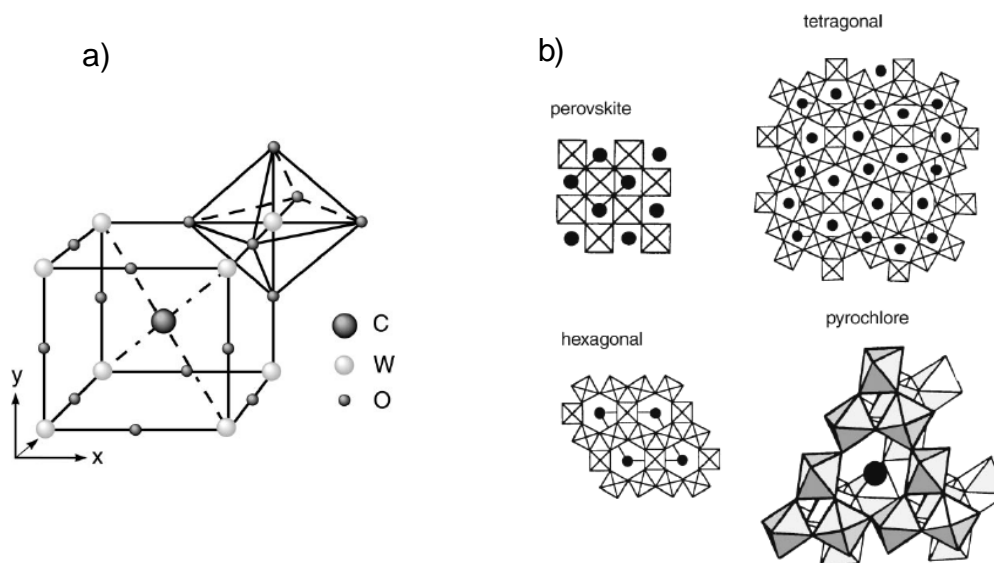 a)
C
W
O
y
x
b)
perovskite
tetragonal
hexagonal
pyrochlore